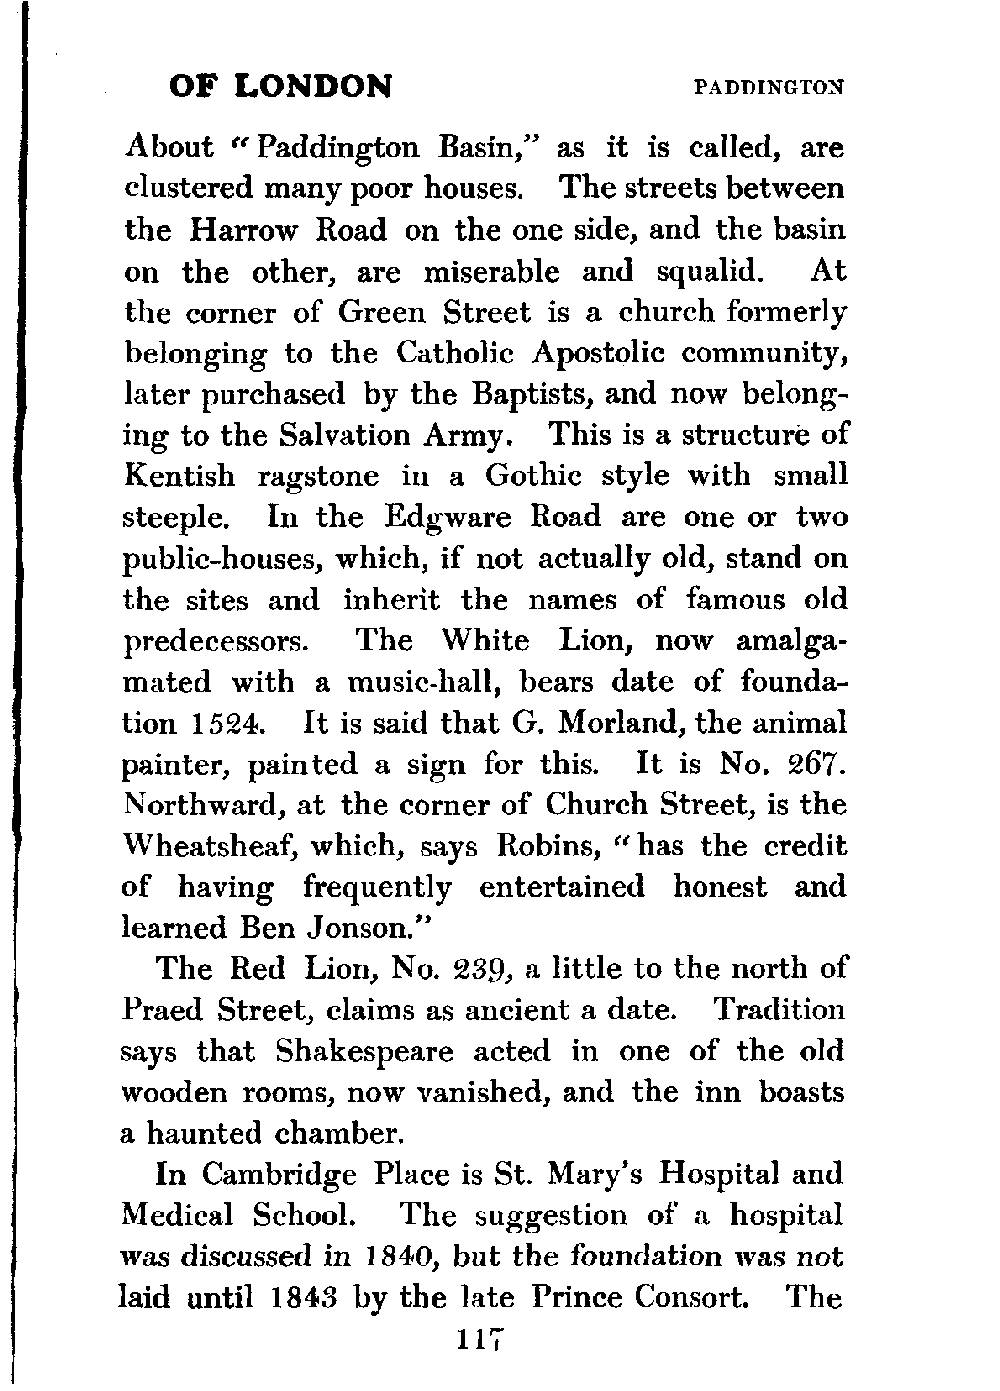 OF LONDON PADDINGTON
About “Paddington Basin,” as it is called, are
clustered many poor houses. The streets between
the Harrow Road on the one side, and the basin
on the other, are miserable and squalid. At
the corner of Green Street is a church formerly
belonging to the Catholic Apostolic community,
later purchased by the Baptists, and now belong-
ing to the Salvation Army. This is a structure of
Kentish ragstone in a Gothic style with small
steeple. In the Edgware Road are one or two
public-houses, which, if not actually old, stand on
the sites and inherit the names of famous old
predecessors. The White Lion, now amalga-
mated with a music-hall, bears date of founda-
tion 1524. It is said that G. Morland, the animal
painter, painted a sign for this. It is No. 267.
Northward, at the corner of Church Street, is the
Wheatsheaf, which, says Robins, “has the credit
of having frequently entertained honest and
learned Ben Jonson.”
The Red Lion, No. 239, a little to the north of
Praed Street, claims as ancient a date. Tradition
says that Shakespeare acted in one of the old
wooden rooms, now vanished, and the inn boasts
a haunted chamber.
In Cambridge Place is St. Mary's Hospital and
Medical School. The suggestion of a hospital
was discussed in 1840, but the foundation was not
laid until 1843 by the late Prince Consort. The
117